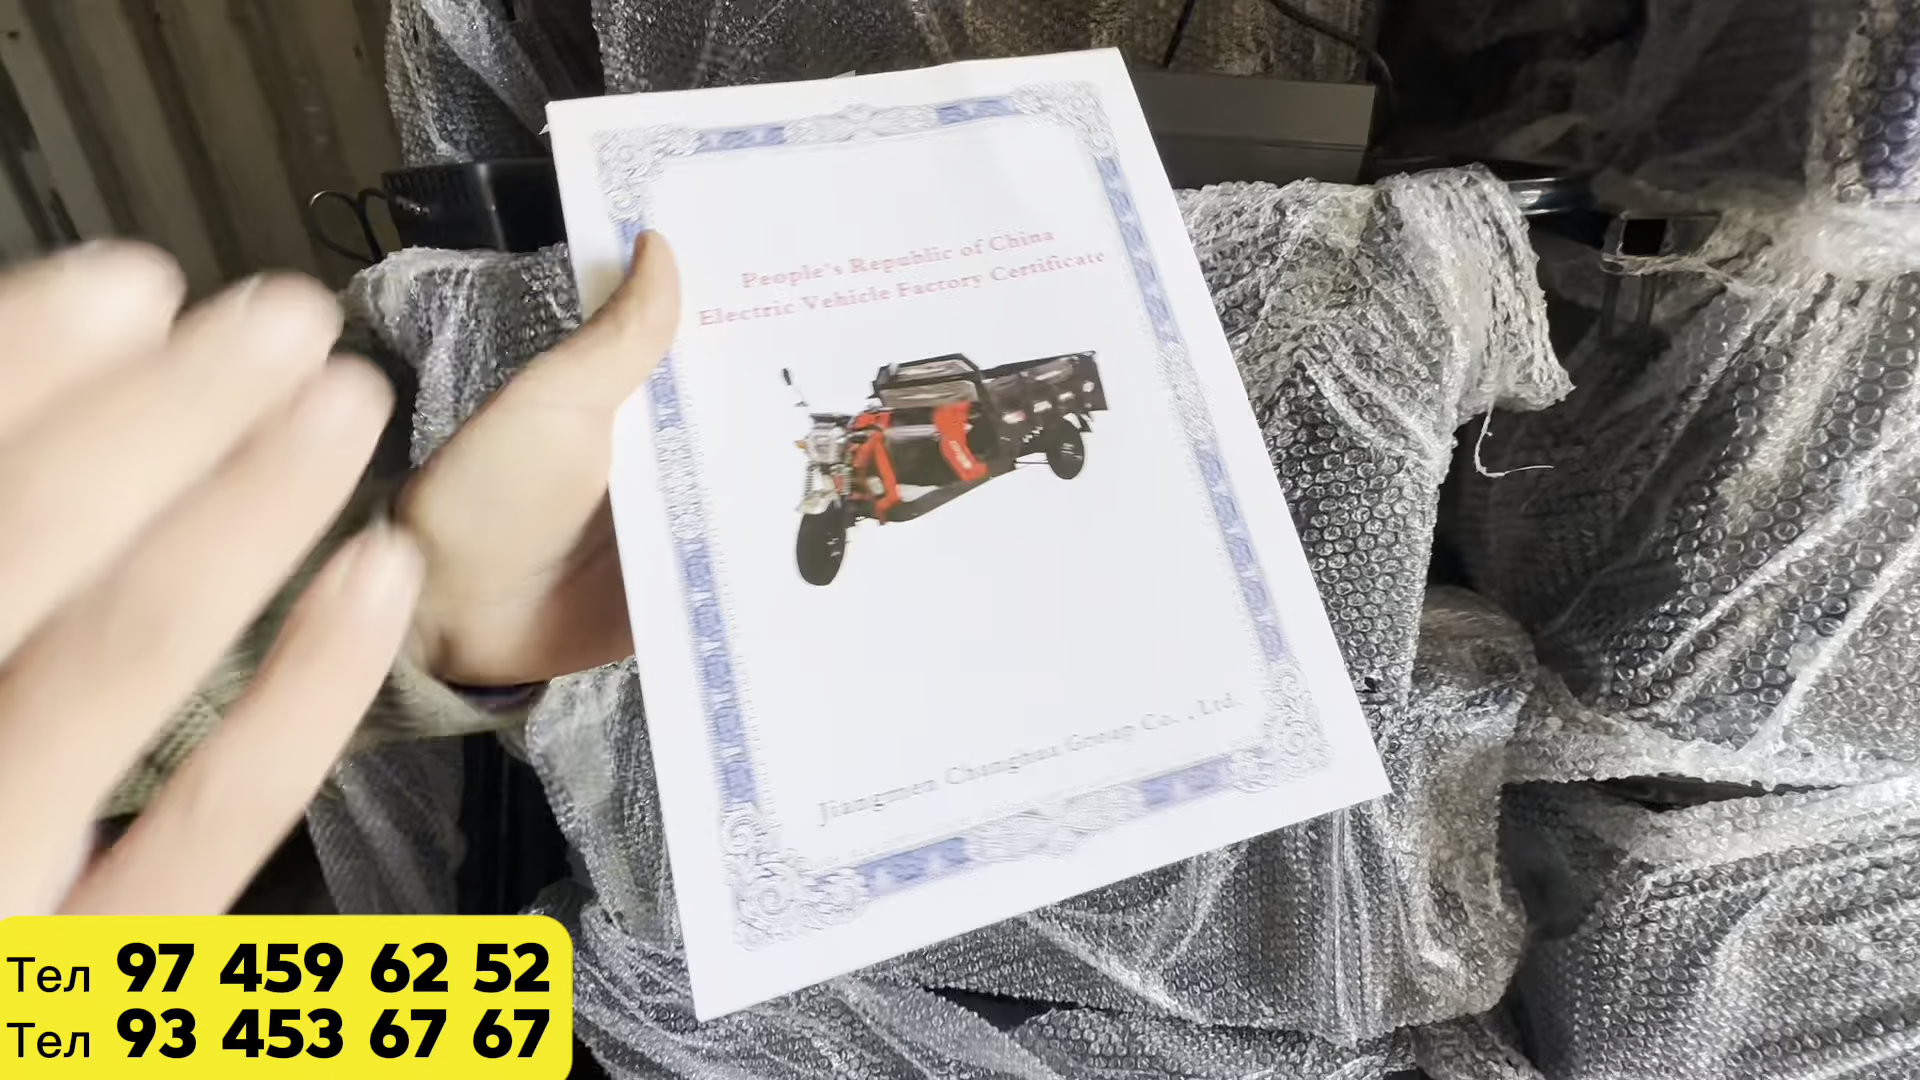 People's Republic of China
Electric Vehicle Factory Certificate
Jiangmen Changhua Group Co. , Ltd.
Тел 97 459 62 52
Тел 93 453 67 67